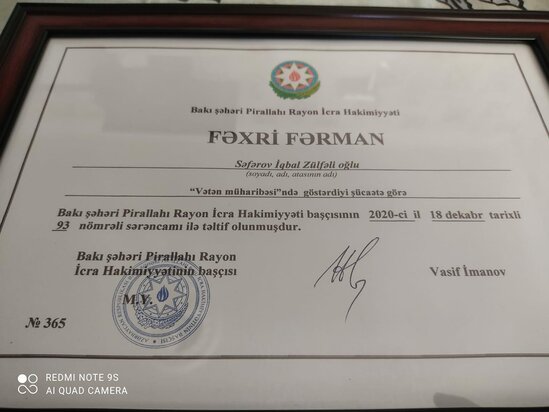 Bakı şəhəri Pirallahı Rayon İcra Hakimiyyəti
FƏXRİ FƏRMAN
Səfərov İqbal Zülfəli oğlu
(soyadı, adı, atasının adı)
"Vətən müharibəsi"ndə göstərdiyi şücaətə görə
Bakı şəhəri Pirallahı Rayon İcra Hakimiyyəti başçısının 2020-ci il 18 dekabr tarixli
93 nömrəli sərəncamı ilə təltif olunmuşdur.
Bakı şəhəri Pirallahı Rayon
İcra Hakimiyyətinin başçısı
Vasif İmanov
M.Y.
№ 365
REDMI NOTE 9S
AI QUAD CAMERA